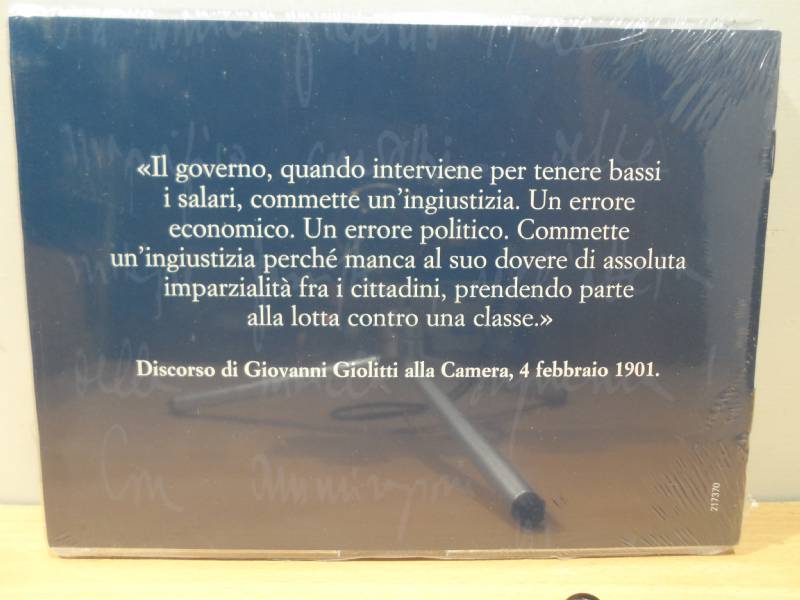 «Il governo, quando interviene per tenere bassi
i salari, commette un'ingiustizia. Un errore
economico. Un errore politico. Commette
un'ingiustizia perché manca al suo dovere di assoluta
imparzialità fra i cittadini, prendendo parte
alla lotta contro una classe.»
Discorso di Giovanni Giolitti alla Camera, 4 febbraio 1901.
217370